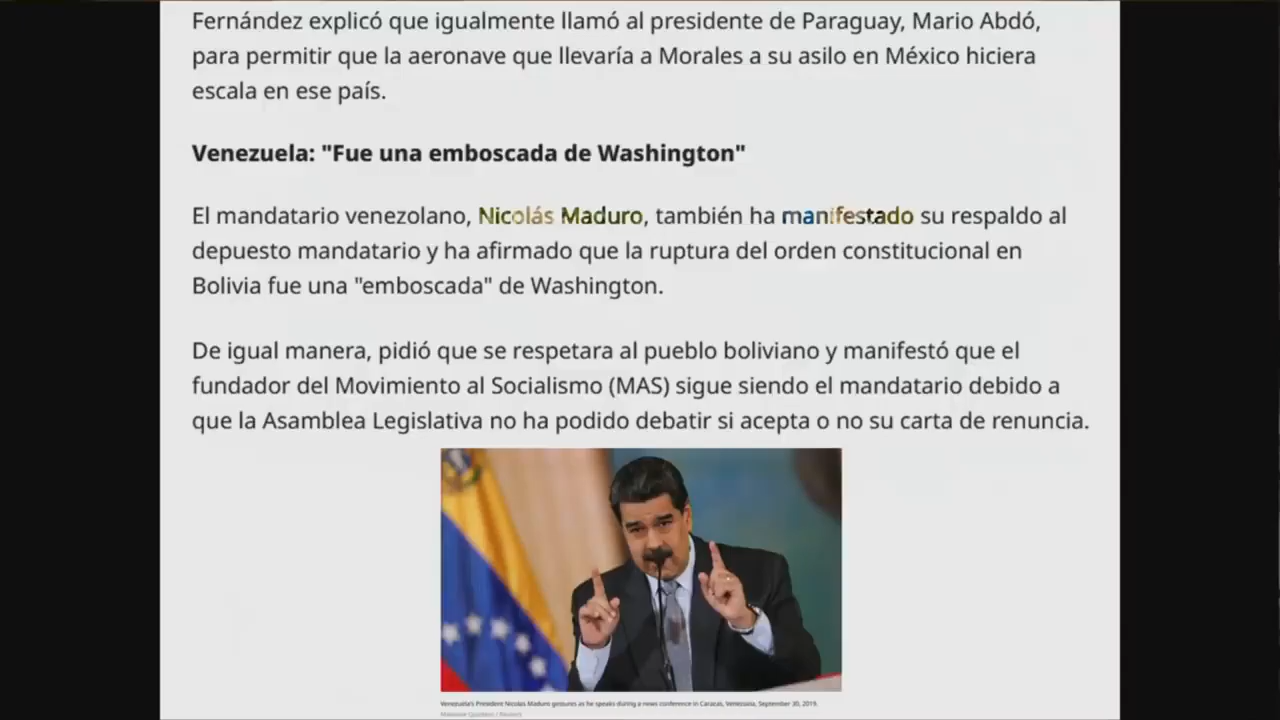 Fernández explicó que igualmente llamó al presidente de Paraguay, Mario Abdó,
para permitir que la aeronave que llevaría a Morales a su asilo en México hiciera
escala en ese país.
Venezuela: "Fue una emboscada de Washington"
El mandatario venezolano, Nicolás Maduro, también ha manifestado su respaldo al
depuesto mandatario y ha afirmado que la ruptura del orden constitucional en
Bolivia fue una "emboscada" de Washington.
De igual manera, pidió que se respetara al pueblo boliviano y manifestó que el
fundador del Movimiento al Socialismo (MAS) sigue siendo el mandatario debido a
que la Asamblea Legislativa no ha podido debatir si acepta o no su carta de renuncia.
Venezuela's President Nicolas Maduro gestures as he speaks during a news conference in Caracas, Venezuela, September 30, 2019.
/ Reuters